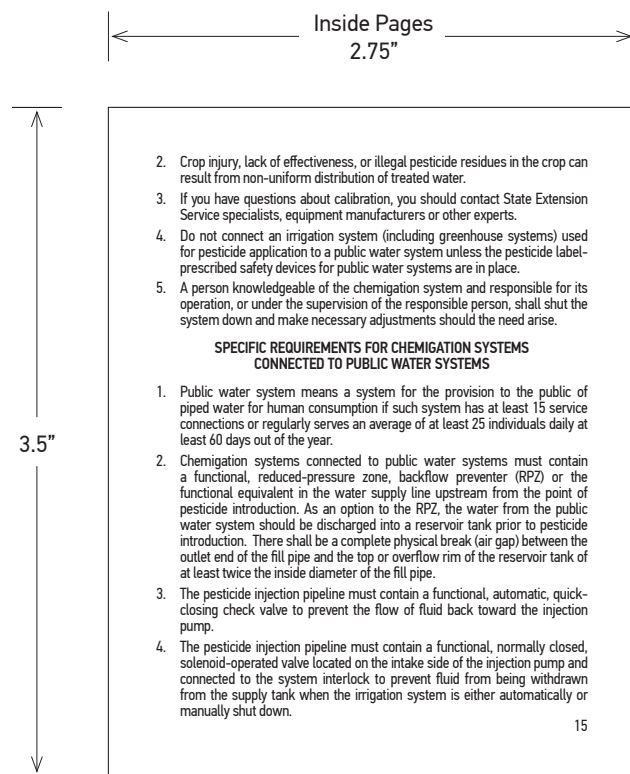 Inside Pages
2.75”
3.5”
2. Crop injury, lack of effectiveness, or illegal pesticide residues in the crop can
result from non-uniform distribution of treated water.
3. If you have questions about calibration, you should contact State Extension
Service specialists, equipment manufacturers or other experts.
4. Do not connect an irrigation system (including greenhouse systems) used
for pesticide application to a public water system unless the pesticide label-
prescribed safety devices for public water systems are in place.
5. A person knowledgeable of the chemigation system and responsible for its
operation, or under the supervision of the responsible person, shall shut the
system down and make necessary adjustments should the need arise.
SPECIFIC REQUIREMENTS FOR CHEMIGATION SYSTEMS
CONNECTED TO PUBLIC WATER SYSTEMS
1. Public water system means a system for the provision to the public of
piped water for human consumption if such system has at least 15 service
connections or regularly serves an average of at least 25 individuals daily at
least 60 days out of the year.
2. Chemigation systems connected to public water systems must contain
a functional, reduced-pressure zone, backflow preventer (RPZ) or the
functional equivalent in the water supply line upstream from the point of
pesticide introduction. As an option to the RPZ, the water from the public
water system should be discharged into a reservoir tank prior to pesticide
introduction. There shall be a complete physical break (air gap) between the
outlet end of the fill pipe and the top or overflow rim of the reservoir tank of
at least twice the inside diameter of the fill pipe.
3. The pesticide injection pipeline must contain a functional, automatic, quick-
closing check valve to prevent the flow of fluid back toward the injection
pump.
4. The pesticide injection pipeline must contain a functional, normally closed,
solenoid-operated valve located on the intake side of the injection pump and
connected to the system interlock to prevent fluid from being withdrawn
from the supply tank when the irrigation system is either automatically or
manually shut down.
15